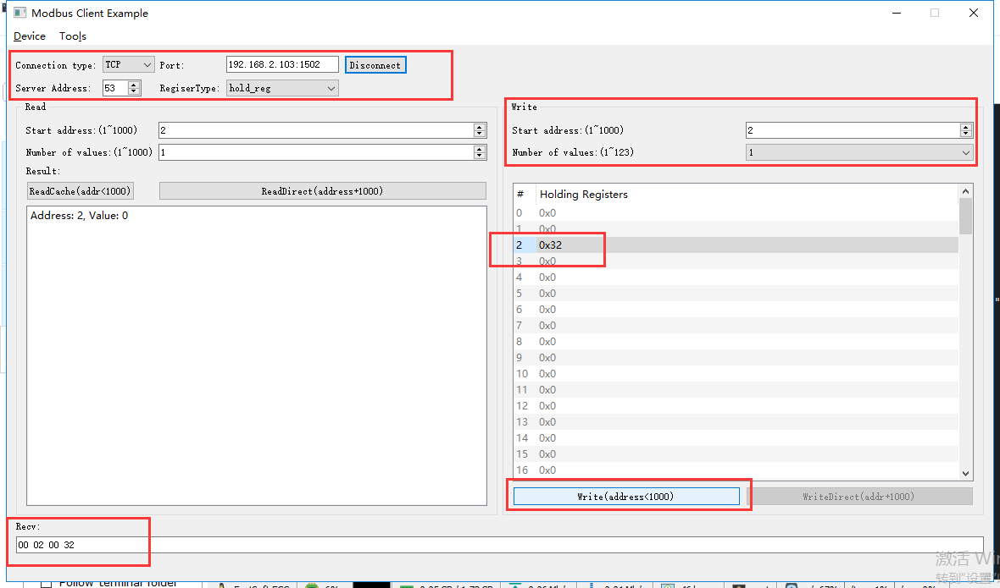 Modbus Client Example
Device Tools
Connection type: TCP Port: 192.168.2.103:1502 Disconnect
Server Address: 53 RegiserType: hold_reg
Read
Start address:(1~1000) 2
Number of values:(1~1000) 1
Result:
ReadCache(addr<1000) ReadDirect(address+1000)
Address: 2, Value: 0
Write
Start address:(1~1000) 2
Number of values:(1~123) 1
# Holding Registers
0 0x0
1 0x0
2 0x32
3 0x0
4 0x0
5 0x0
6 0x0
7 0x0
8 0x0
9 0x0
10 0x0
11 0x0
12 0x0
13 0x0
14 0x0
15 0x0
16 0x0
Write(address<1000) WriteDirect(addr+1000)
Recv:
00 02 00 32
激活 Win
转到"设置"
Follow terminal folder